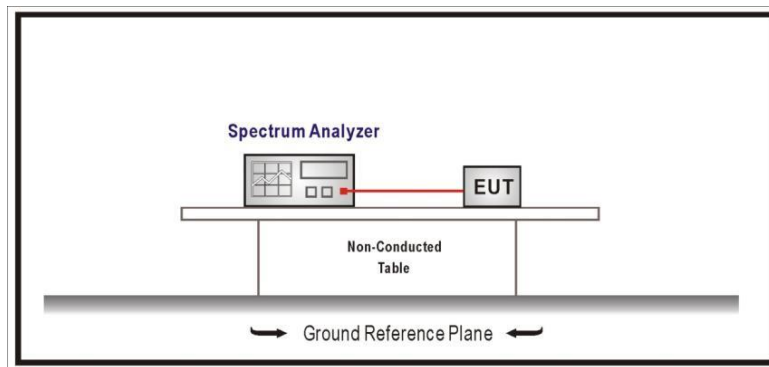 Spectrum Analyzer
EUT
Non-Conducted
Table
Ground Reference Plane